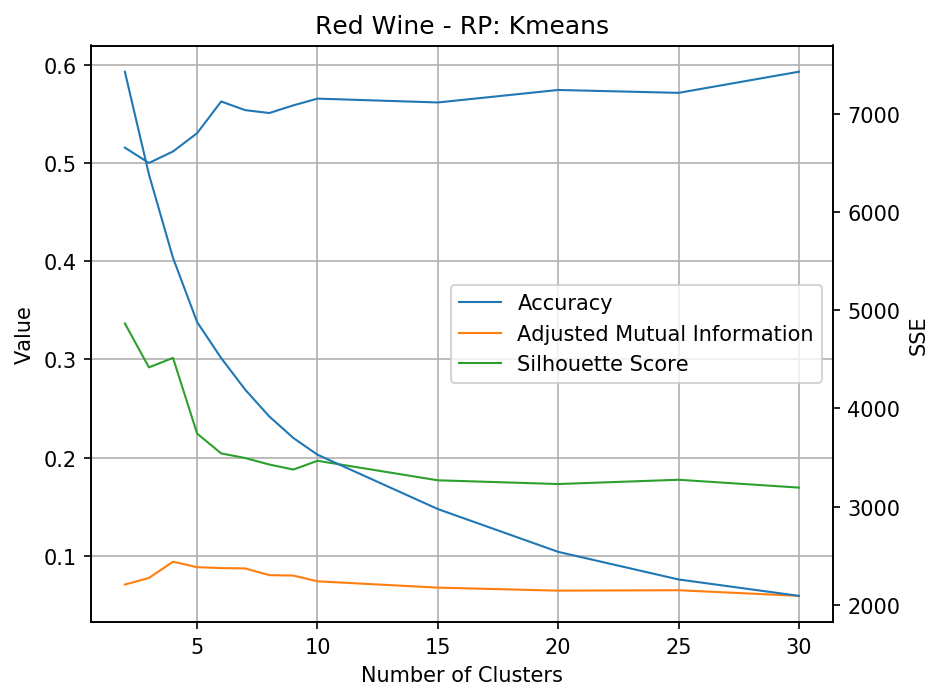 Red Wine - RP: Kmeans
0.6
0.5
0.4
0.3
0.2
0.1
Value
7000
6000
5000
4000
3000
2000
SSE
Accuracy
Adjusted Mutual Information
Silhouette Score
5 10 15 20 25 30
Number of Clusters